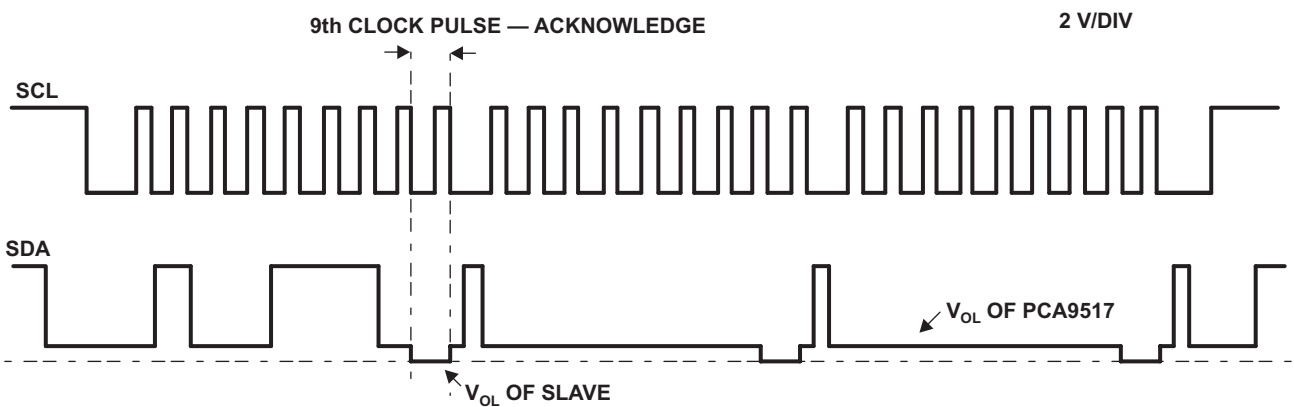 9th CLOCK PULSE — ACKNOWLEDGE
2 V/DIV
SCL
SDA
VOL OF PCA9517
VOL OF SLAVE